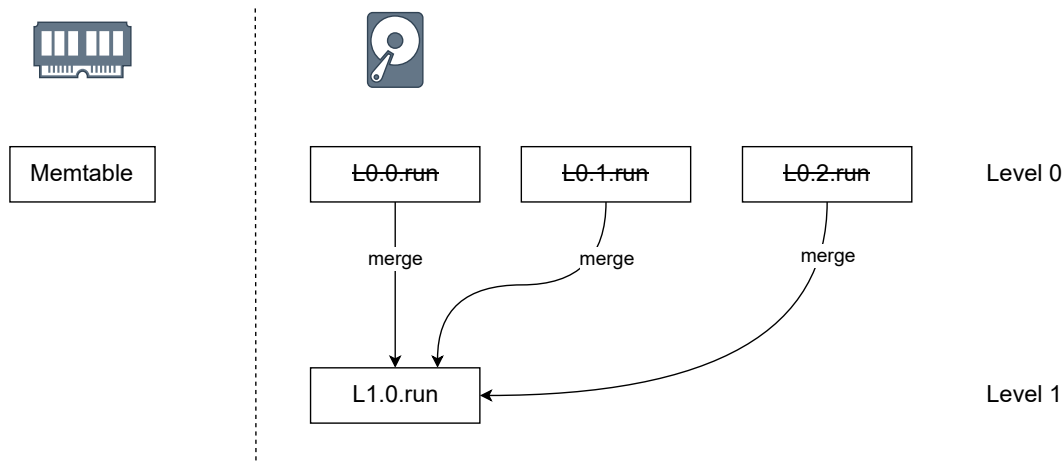 Memtable
L0.0.run
L0.1.run
L0.2.run
Level 0
merge
merge
merge
L1.0.run
Level 1